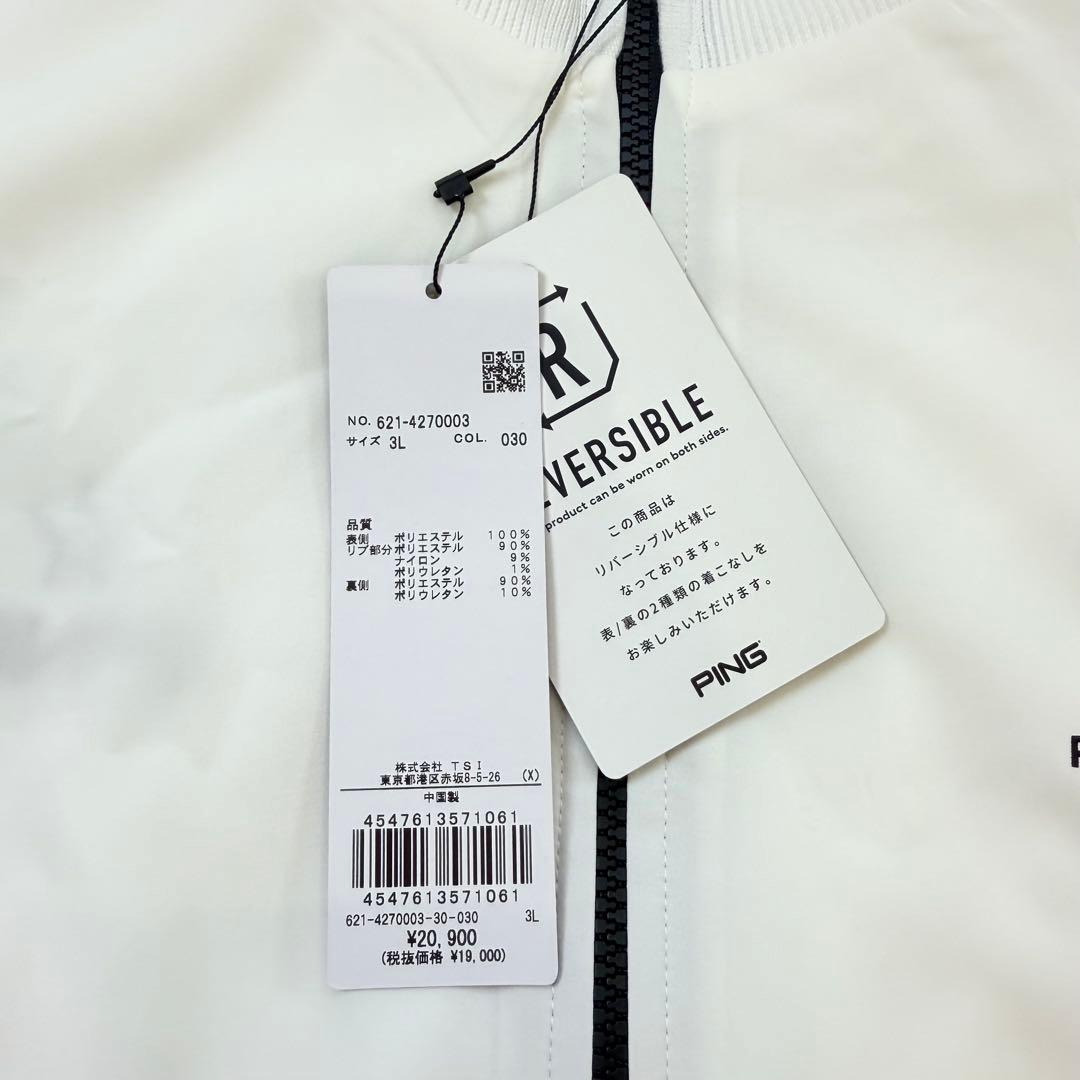 NO. 621-4270003
サイズ 3L COL. 030
品質
表側 ポリエステル 100%
リブ部分 ポリエステル 90%
ナイロン 9%
ポリウレタン 1%
裏側 ポリエステル 90%
ポリウレタン 10%
株式会社 TSI
東京都港区赤坂8-5-26 (X)
中国製
4547613571061
4547613571061
621-4270003-30-030 3L
¥20,900
(税抜価格 ¥19,000)
R
EVERSIBLE
product can be worn on both sides.
この商品は
リバーシブル仕様に
なっております。
表/裏の2種類の着こなしを
お楽しみいただけます。
PING